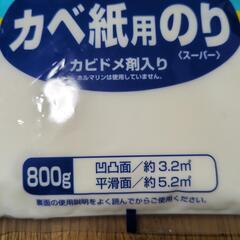 カベ紙用のり
〈スーパー〉
カビドメ剤入り
ホルマリンは使用していません。
800g
凹凸面／約3.2㎡
平滑面／約5.2㎡
裏面の使用説明をよく読んでからご使用ください。